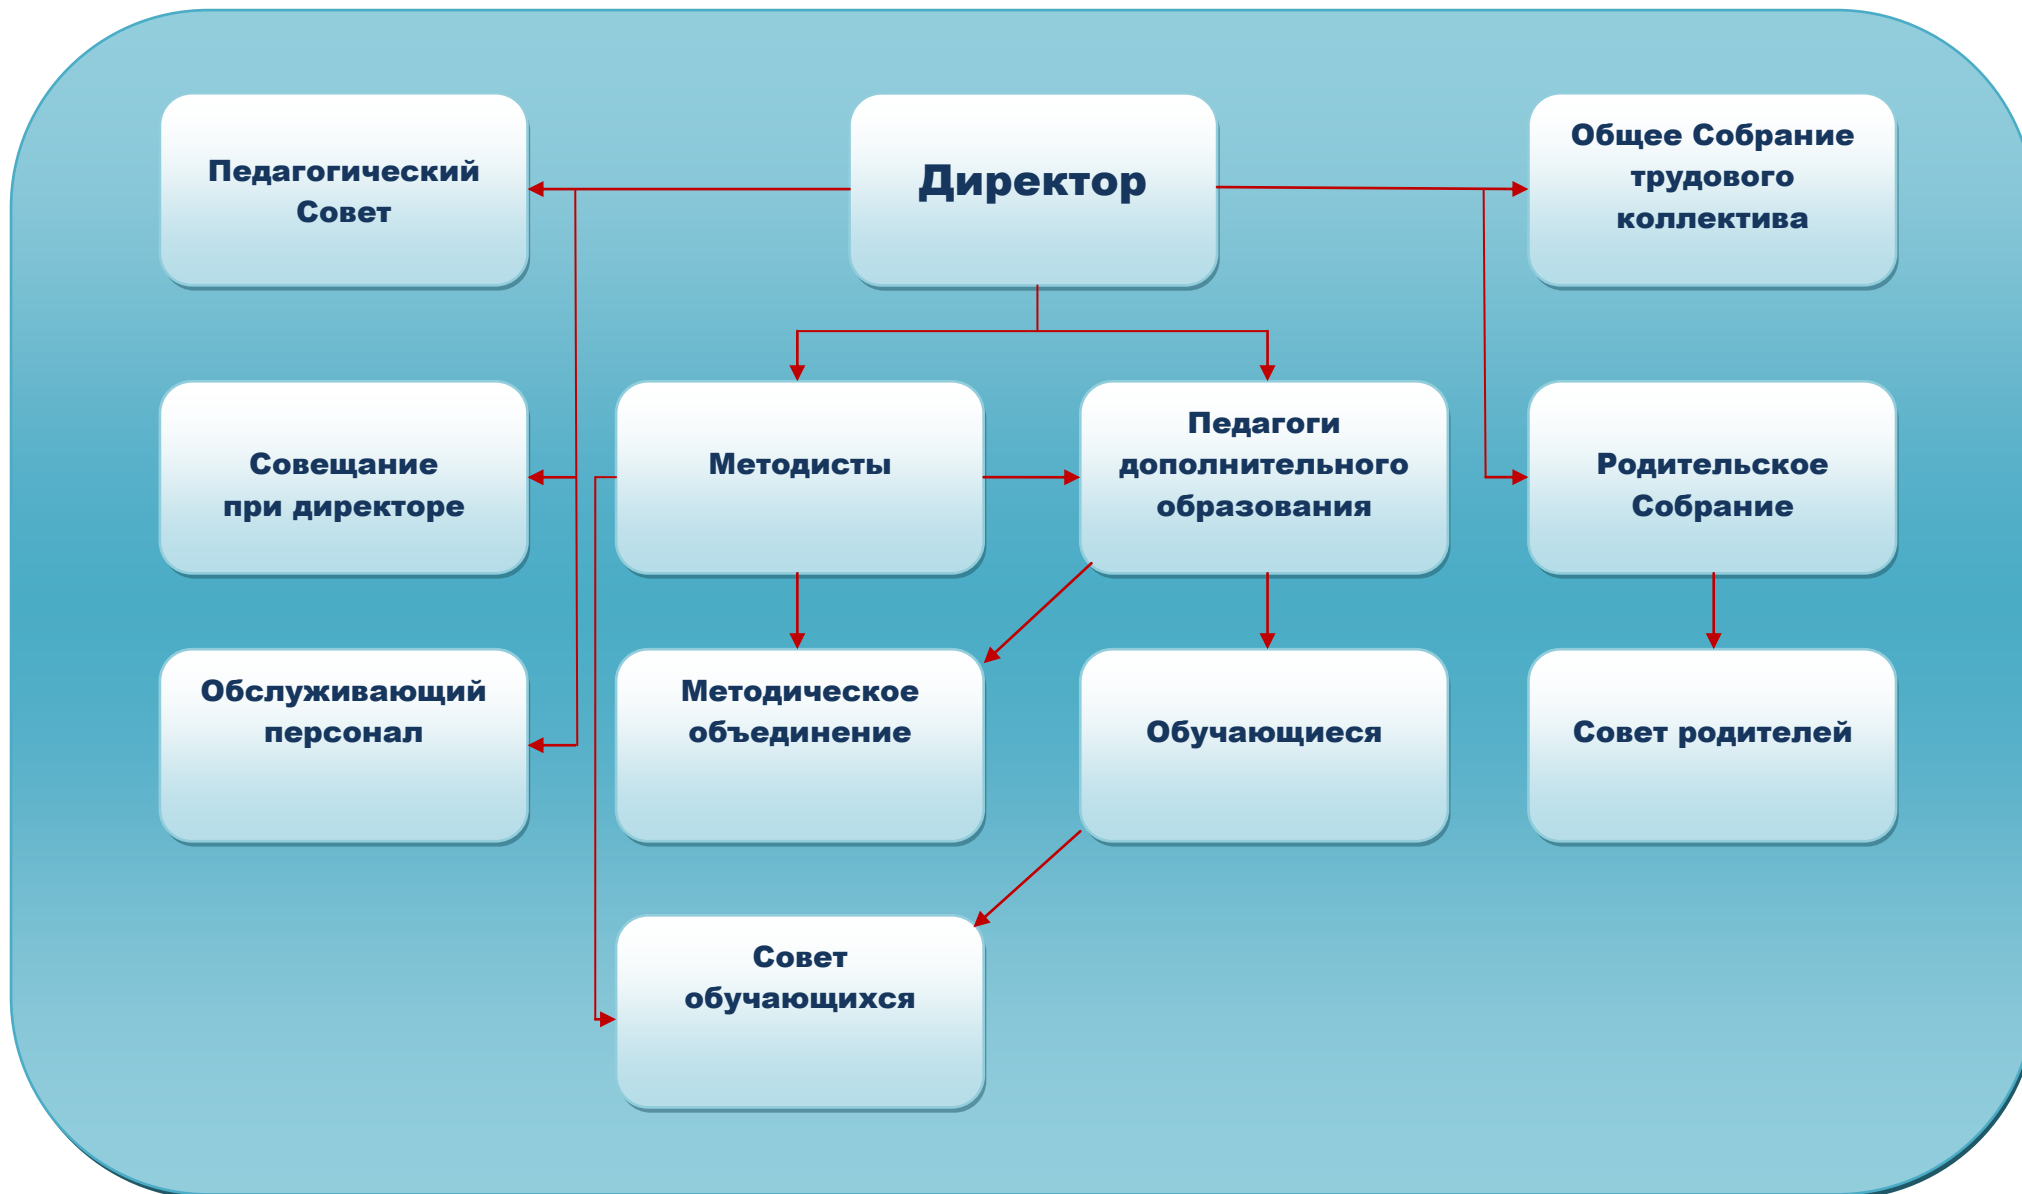 Педагогический
Совет
Директор
Общее Собрание
трудового
коллектива
Совещание
при директоре
Методисты
Педагоги
дополнительного
образования
Родительское
Собрание
Обслуживающий
персонал
Методическое
объединение
Обучающиеся
Совет родителей
Совет
обучающихся